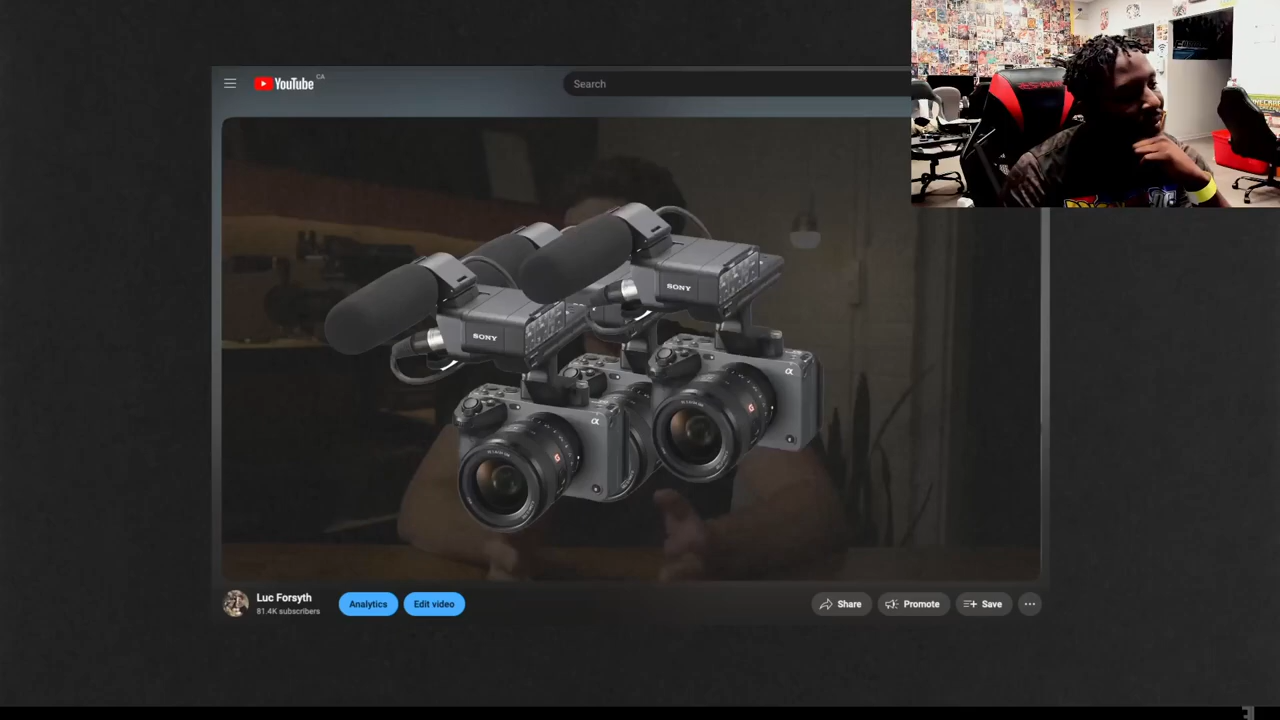 YouTube CA
Search
SONY
SONY
α
α
G
G
Luc Forsyth
81.4K subscribers
Analytics
Edit video
Share
Promote
Save